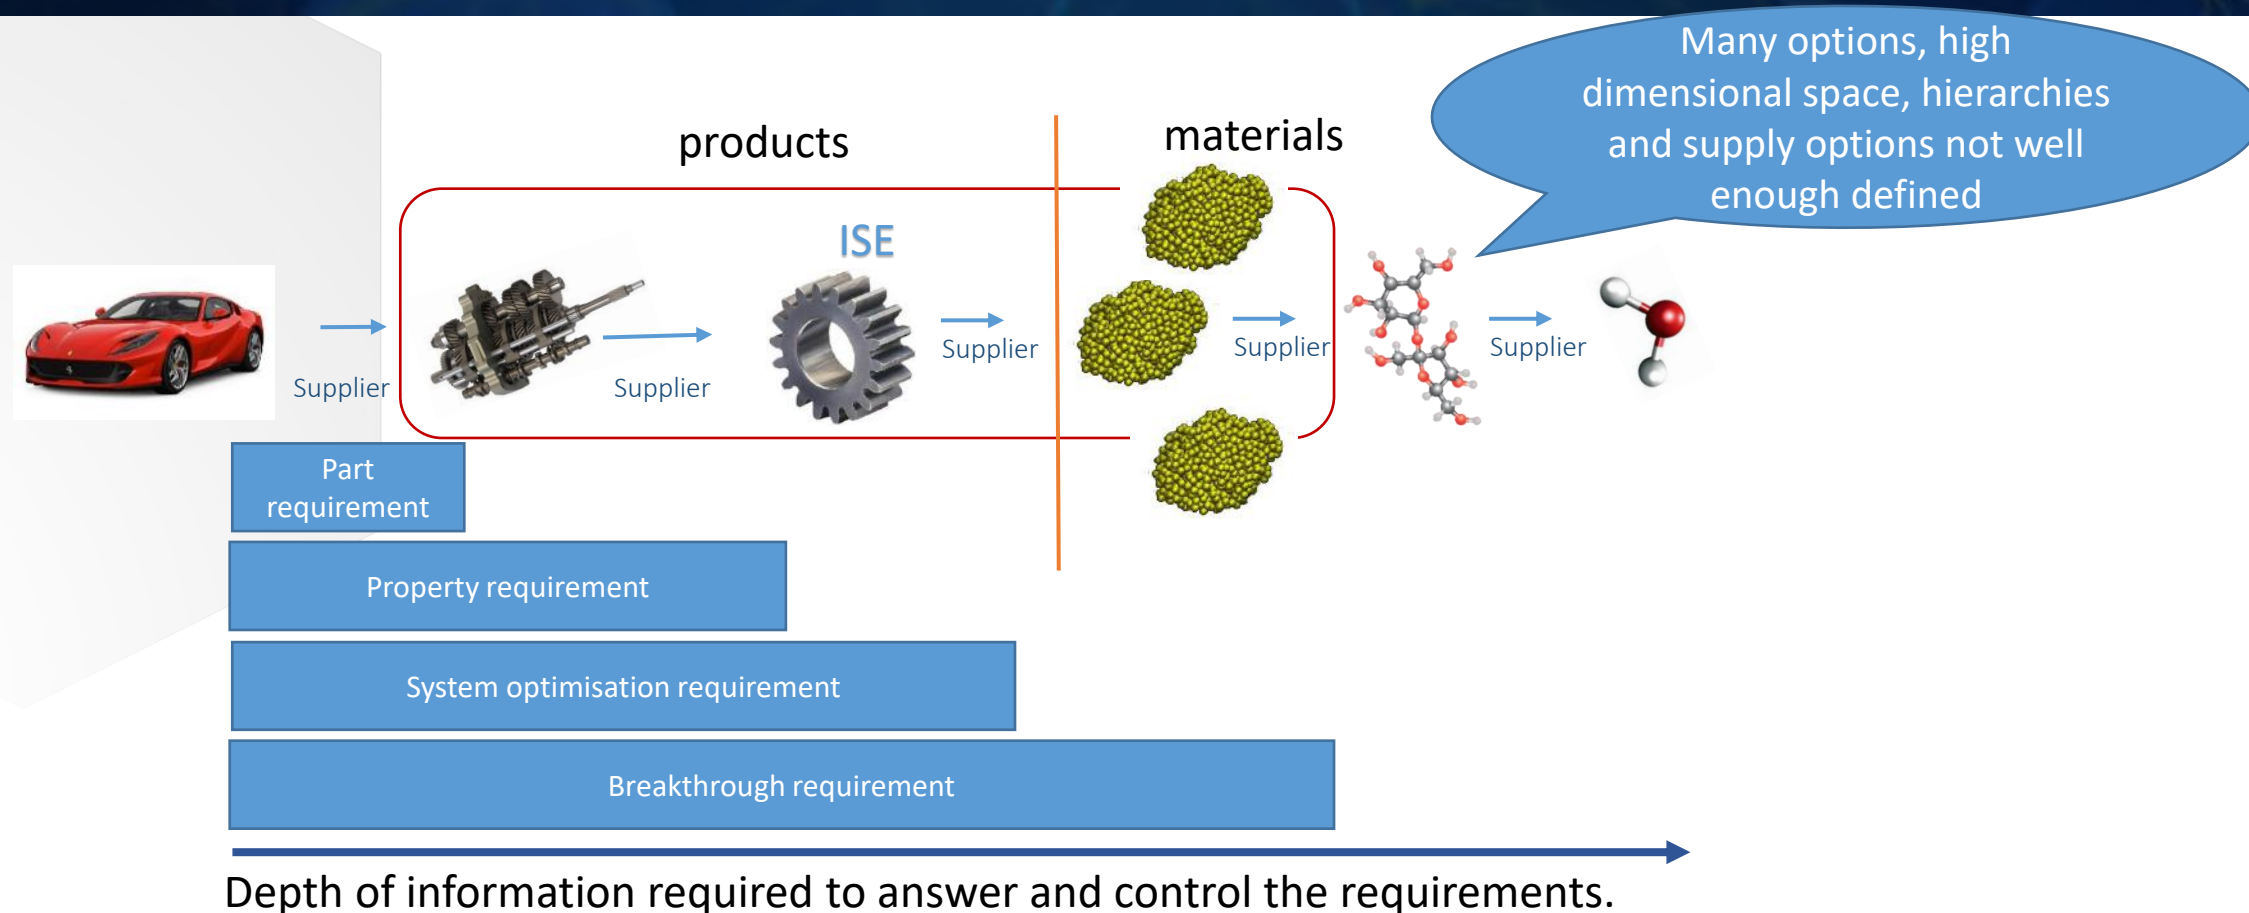 Many options, high
dimensional space, hierarchies
and supply options not well
enough defined
products
materials
ISE
Supplier
Supplier
Supplier
Supplier
Supplier
Part
requirement
Property requirement
System optimisation requirement
Breakthrough requirement
Depth of information required to answer and control the requirements.